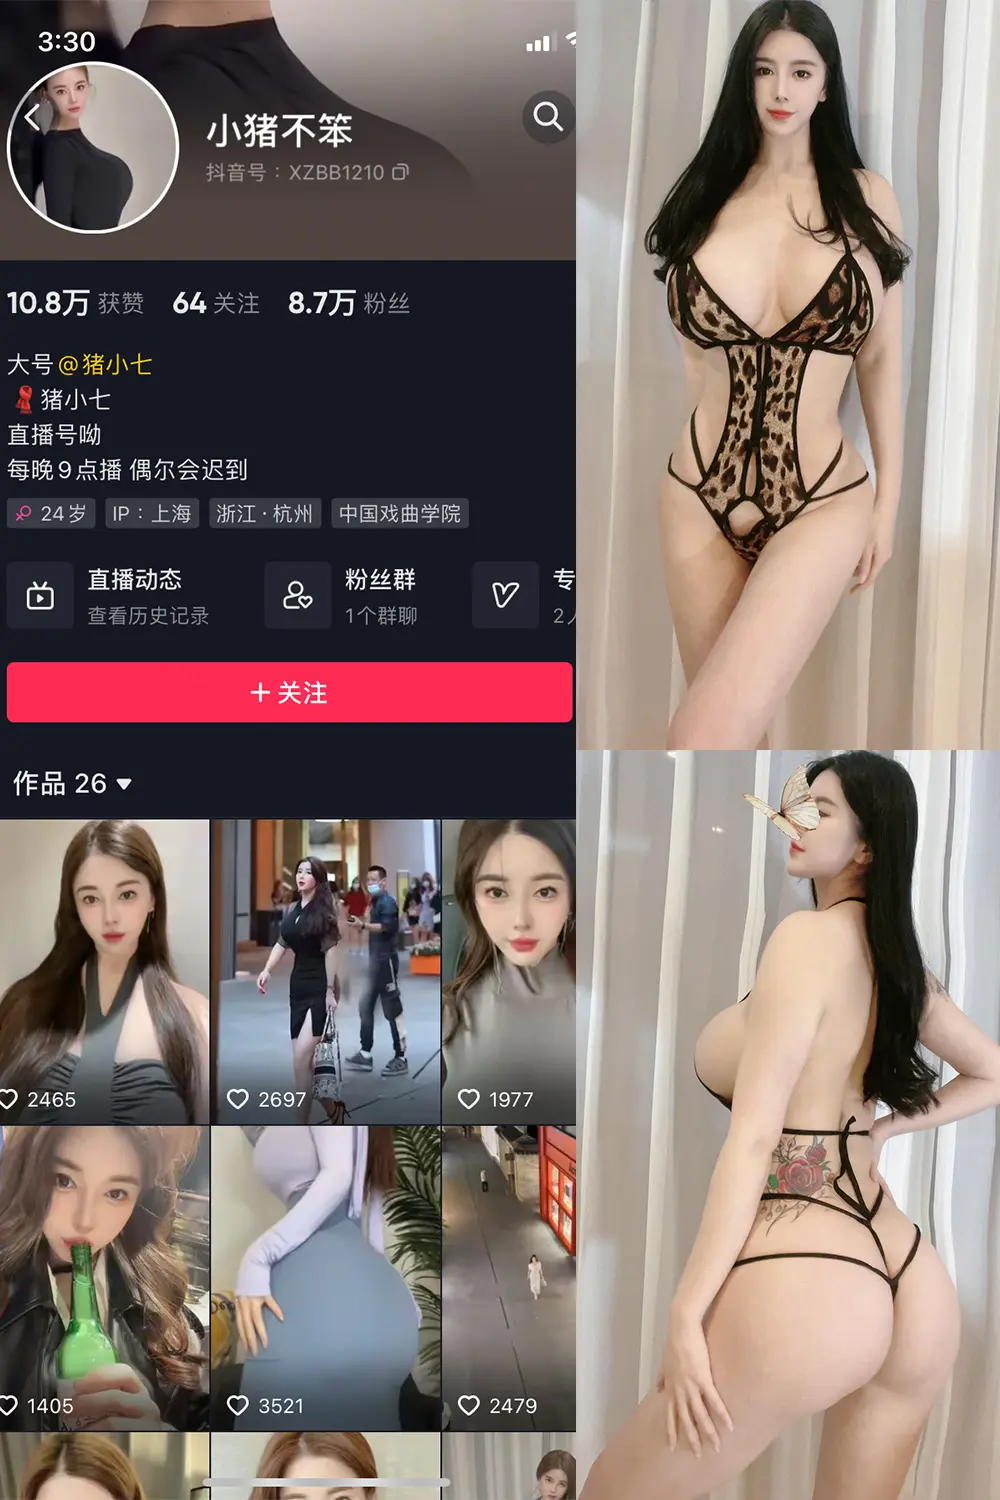 3:30
小猪不笨
抖音号：XZBB1210
10.8万 获赞 64 关注 8.7万 粉丝
大号@猪小七
🧣猪小七
直播号呦
每晚9点播 偶尔会迟到
24岁 IP：上海 浙江·杭州 中国戏曲学院
直播动态 粉丝群 专
查看历史记录 1个群聊 2人
+ 关注
作品 26
2465 2697 1977
1405 3521 2479